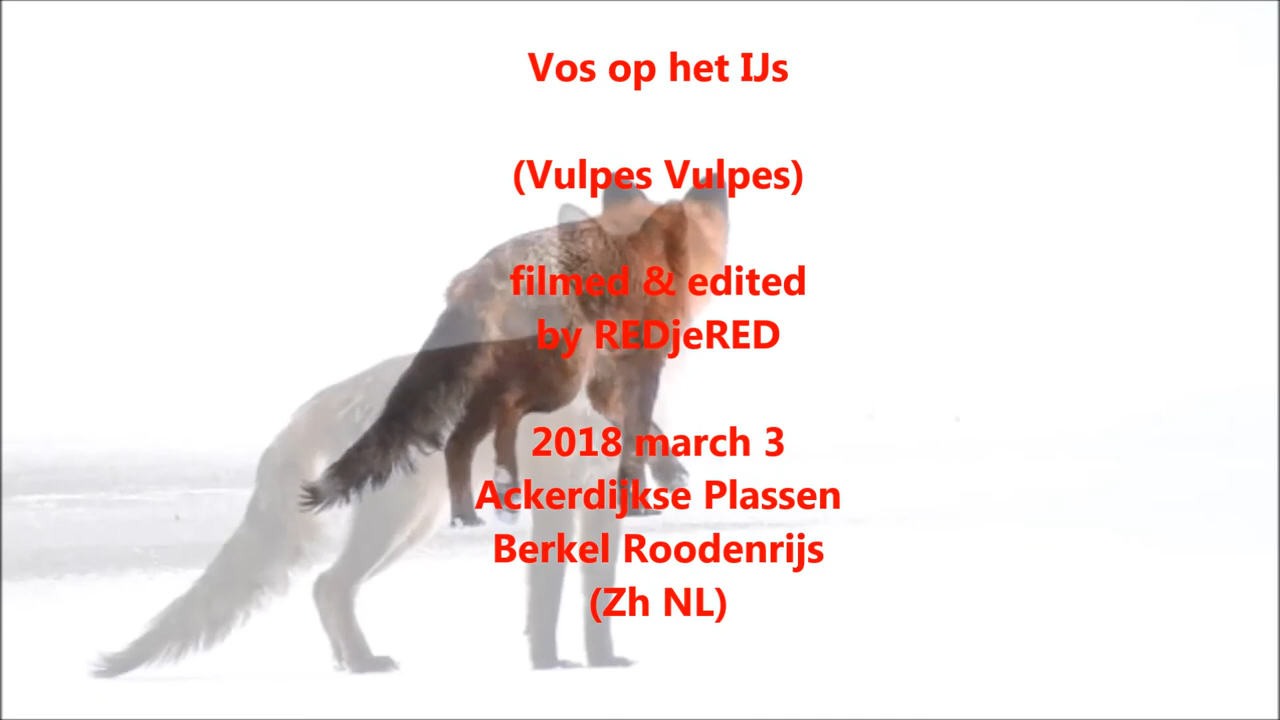 Vos op het IJs
(Vulpes Vulpes)
filmed & edited
by REDjeRED
2018 march 3
Ackerdijkse Plassen
Berkel Roodenrijs
(Zh NL)